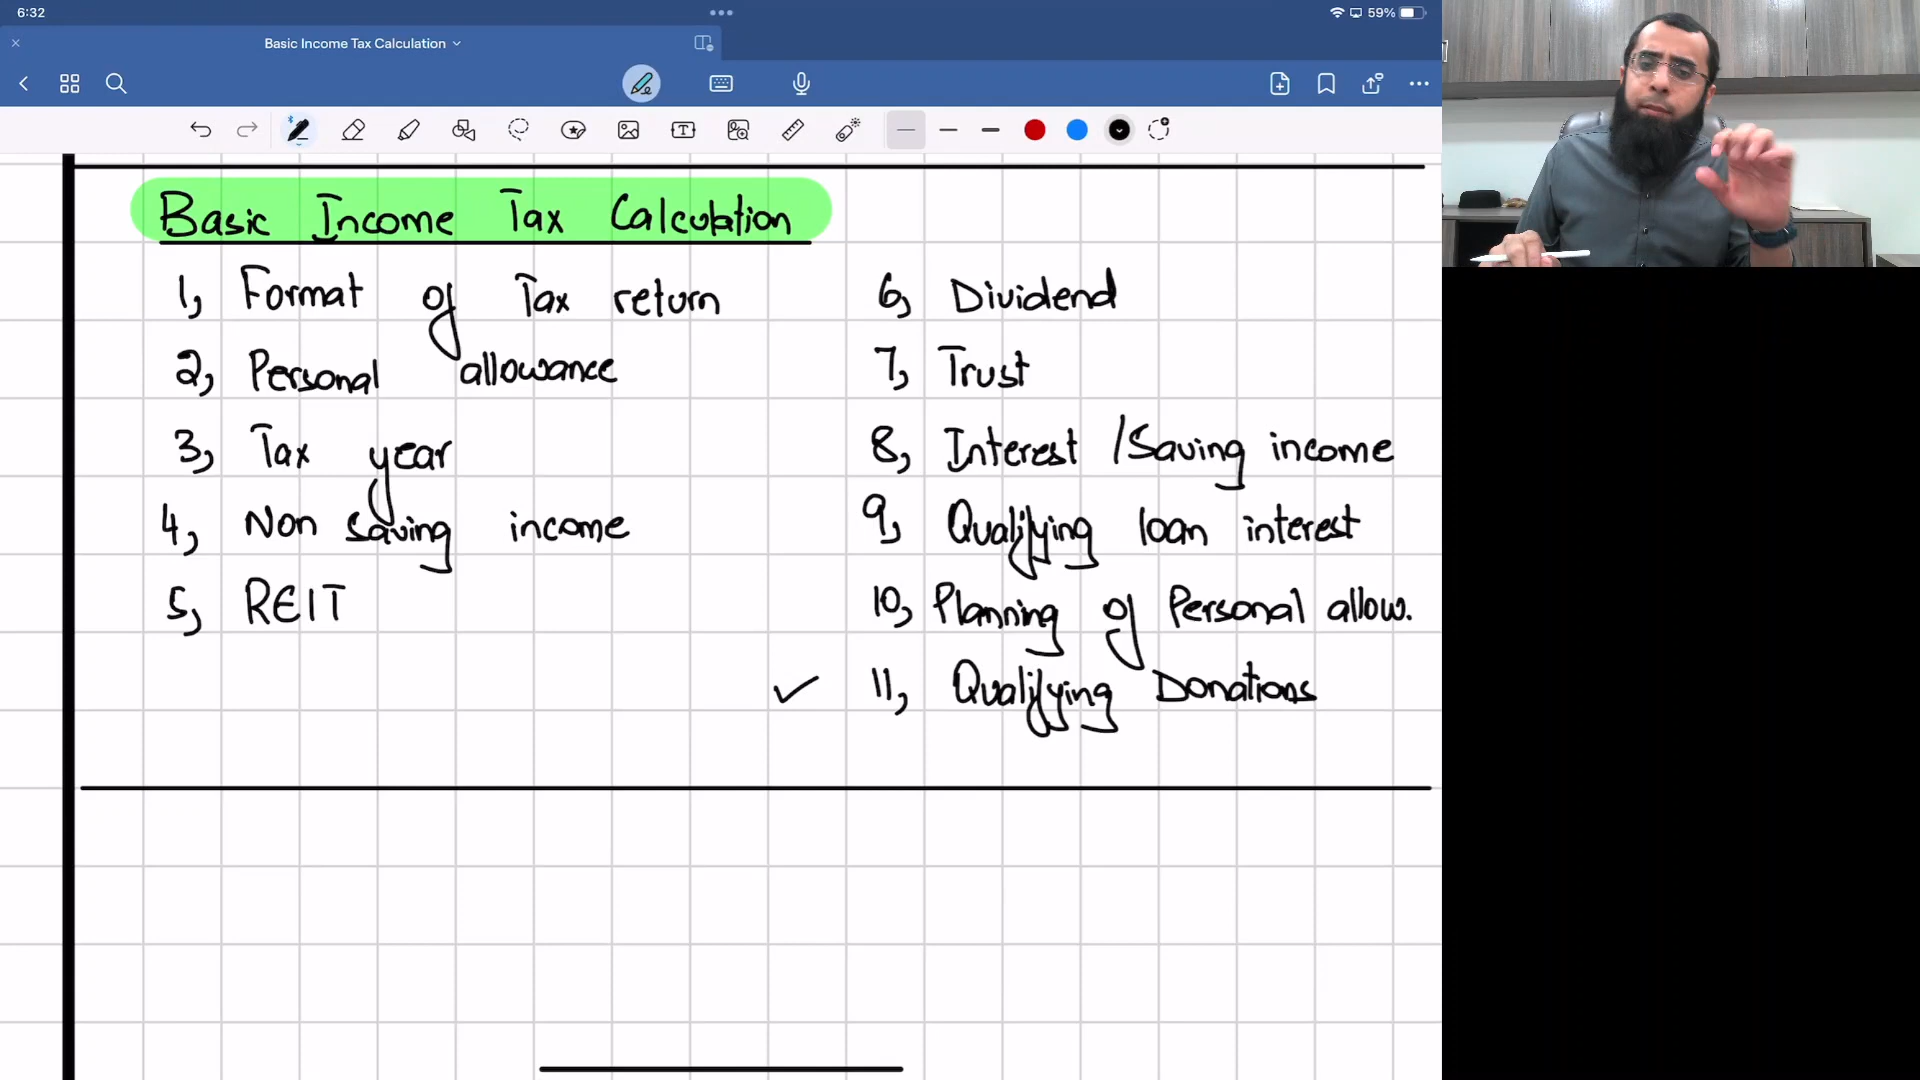 6:32
59%
Basic Income Tax Calculation
Basic Income Tax Calculation
1, Format of Tax return
2, Personal allowance
3, Tax year
4, Non saving income
5, REIT
6, Dividend
7, Trust
8, Interest / Saving income
9, Qualifying loan interest
10, Planning of Personal allow.
11, Qualifying Donations